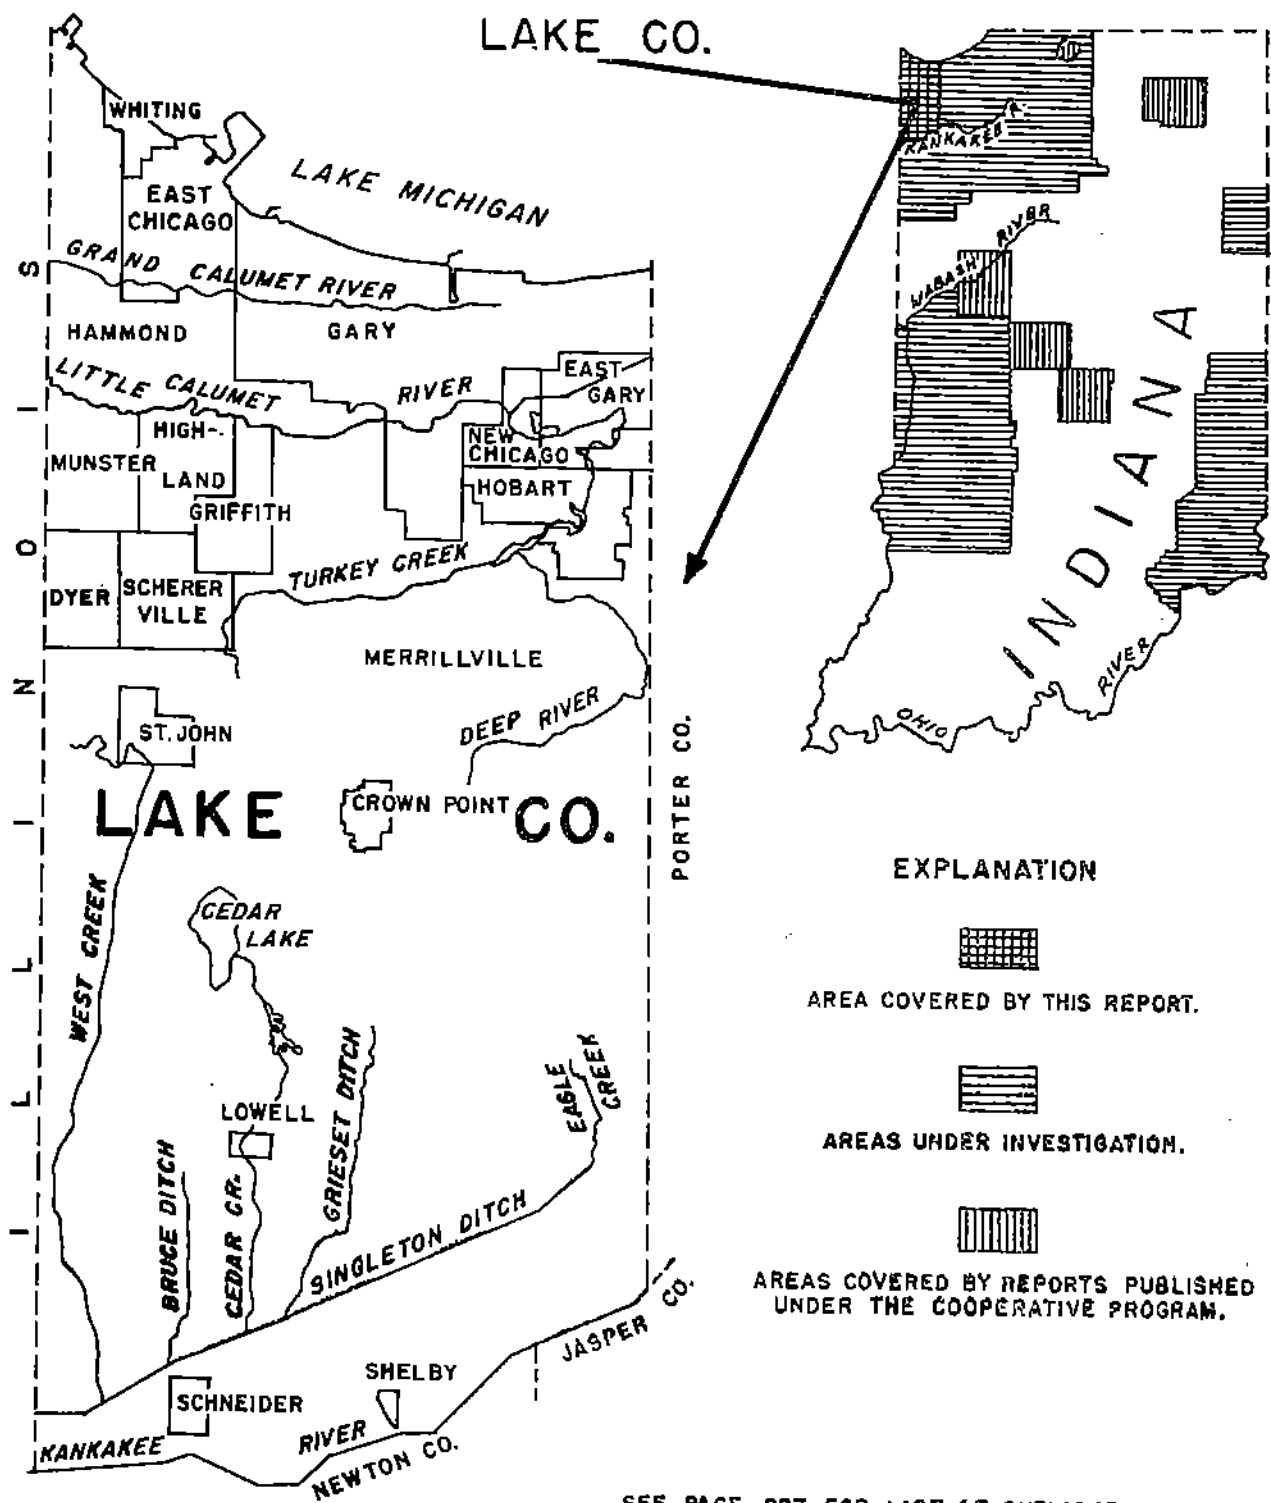 LAKE CO.
WHITING
EAST
CHICAGO
LAKE MICHIGAN
GRAND CALUMET RIVER
HAMMOND
GARY
LITTLE CALUMET RIVER
EAST
GARY
HIGH-
LAND
MUNSTER
NEW
CHICAGO
HOBART
GRIFFITH
TURKEY CREEK
DYER
SCHERER
VILLE
MERRILLVILLE
ST. JOHN
DEEP RIVER
CROWN POINT
LAKE CO.
PORTER CO.
ILLINOIS
WEST CREEK
CEDAR
LAKE
LOWELL
BRUCE DITCH
CEDAR CR.
GRIESET DITCH
EAGLE
CREEK
SINGLETON DITCH
SCHNEIDER
SHELBY
KANKAKEE RIVER
NEWTON CO.
JASPER CO.
KANKAKEE R.
WABASH RIVER
INDIANA
OHIO RIVER
EXPLANATION
AREA COVERED BY THIS REPORT.
AREAS UNDER INVESTIGATION.
AREAS COVERED BY REPORTS PUBLISHED
UNDER THE COOPERATIVE PROGRAM.
SEE PAGE